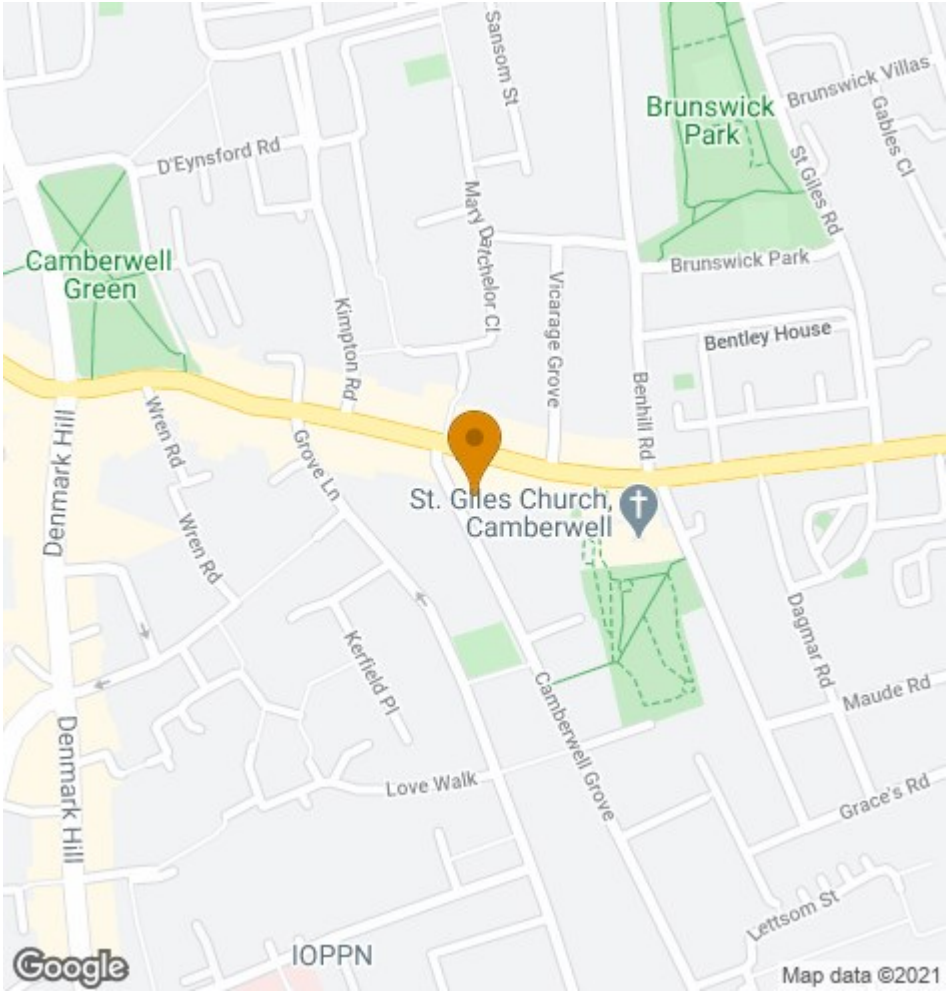 Sansom St
Brunswick Villas
Gables Cl
Brunswick
Park
D'Eynsford Rd
St Giles Rd
Mary Datchelor Cl
Camberwell
Green
Brunswick Park
Vicarage Grove
Kimpton Rd
Bentley House
Benhill Rd
Wren Rd
Denmark Hill
Grove Ln
St. Giles Church,
Camberwell
Wren Rd
Dagmar Rd
Kerfield Pl
Camberwell Grove
Maude Rd
Denmark Hill
Love Walk
Grace's Rd
Lettsom St
IOPPN
Google
Map data ©2021